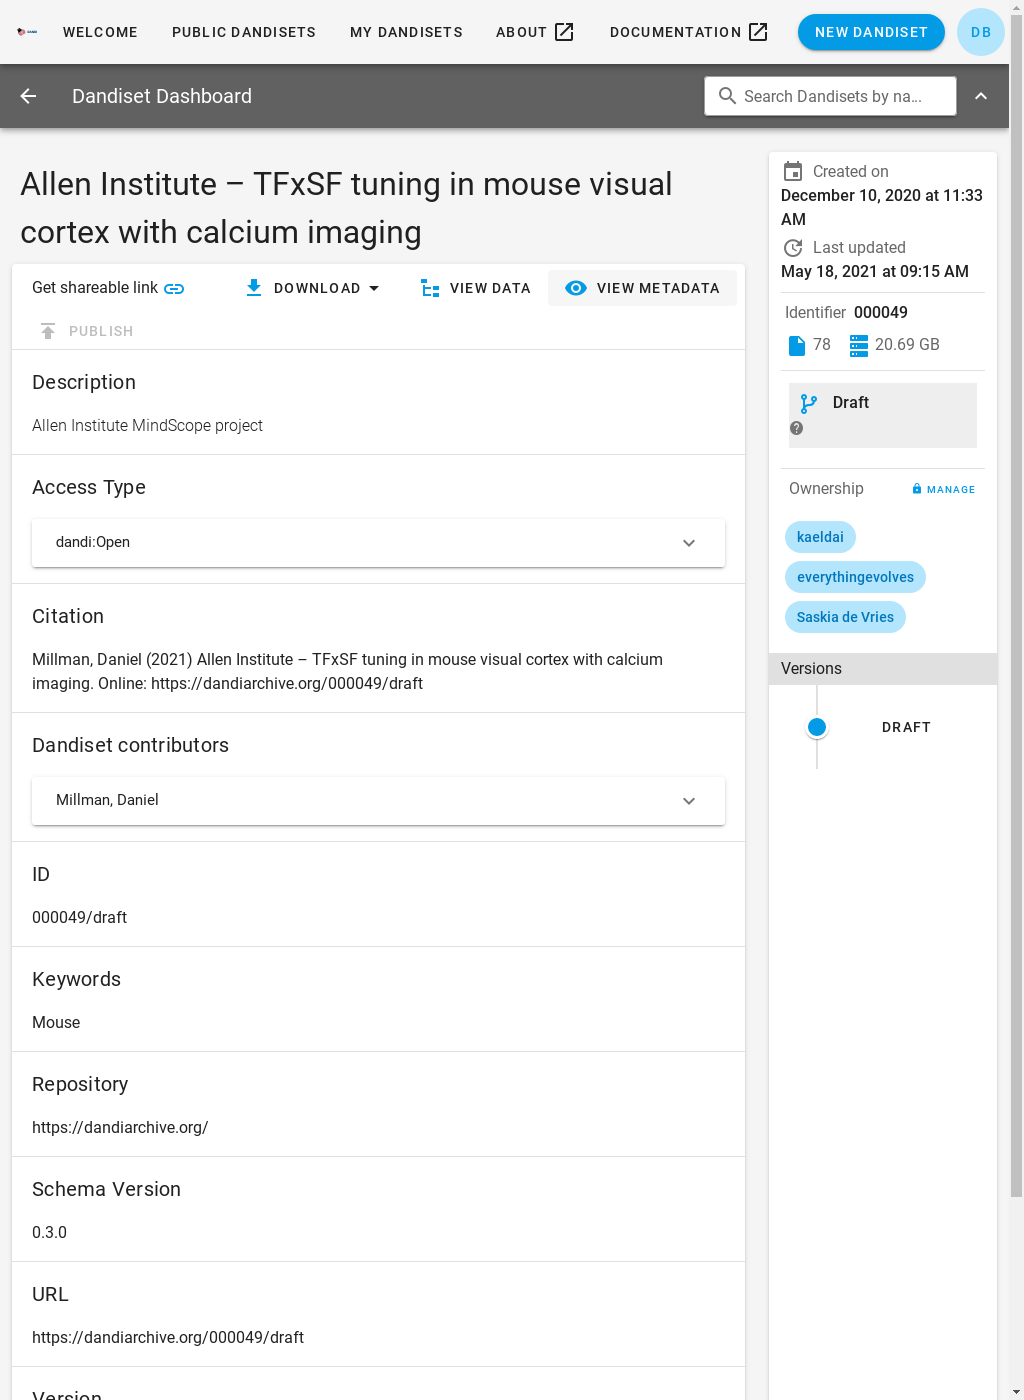 WELCOME
PUBLIC DANDISETS
MY DANDISETS
ABOUT
DOCUMENTATION
NEW DANDISET
DB
Dandiset Dashboard
Search Dandisets by na...
Allen Institute – TFxSF tuning in mouse visual
cortex with calcium imaging
Get shareable link
DOWNLOAD
VIEW DATA
VIEW METADATA
PUBLISH
Description
Allen Institute MindScope project
Access Type
dandi:Open
Citation
Millman, Daniel (2021) Allen Institute – TFxSF tuning in mouse visual cortex with calcium
imaging. Online: https://dandiarchive.org/000049/draft
Dandiset contributors
Millman, Daniel
ID
000049/draft
Keywords
Mouse
Repository
https://dandiarchive.org/
Schema Version
0.3.0
URL
https://dandiarchive.org/000049/draft
Version
Created on
December 10, 2020 at 11:33
AM
Last updated
May 18, 2021 at 09:15 AM
Identifier 000049
78
20.69 GB
Draft
Ownership
MANAGE
kaeldai
everythingevolves
Saskia de Vries
Versions
DRAFT